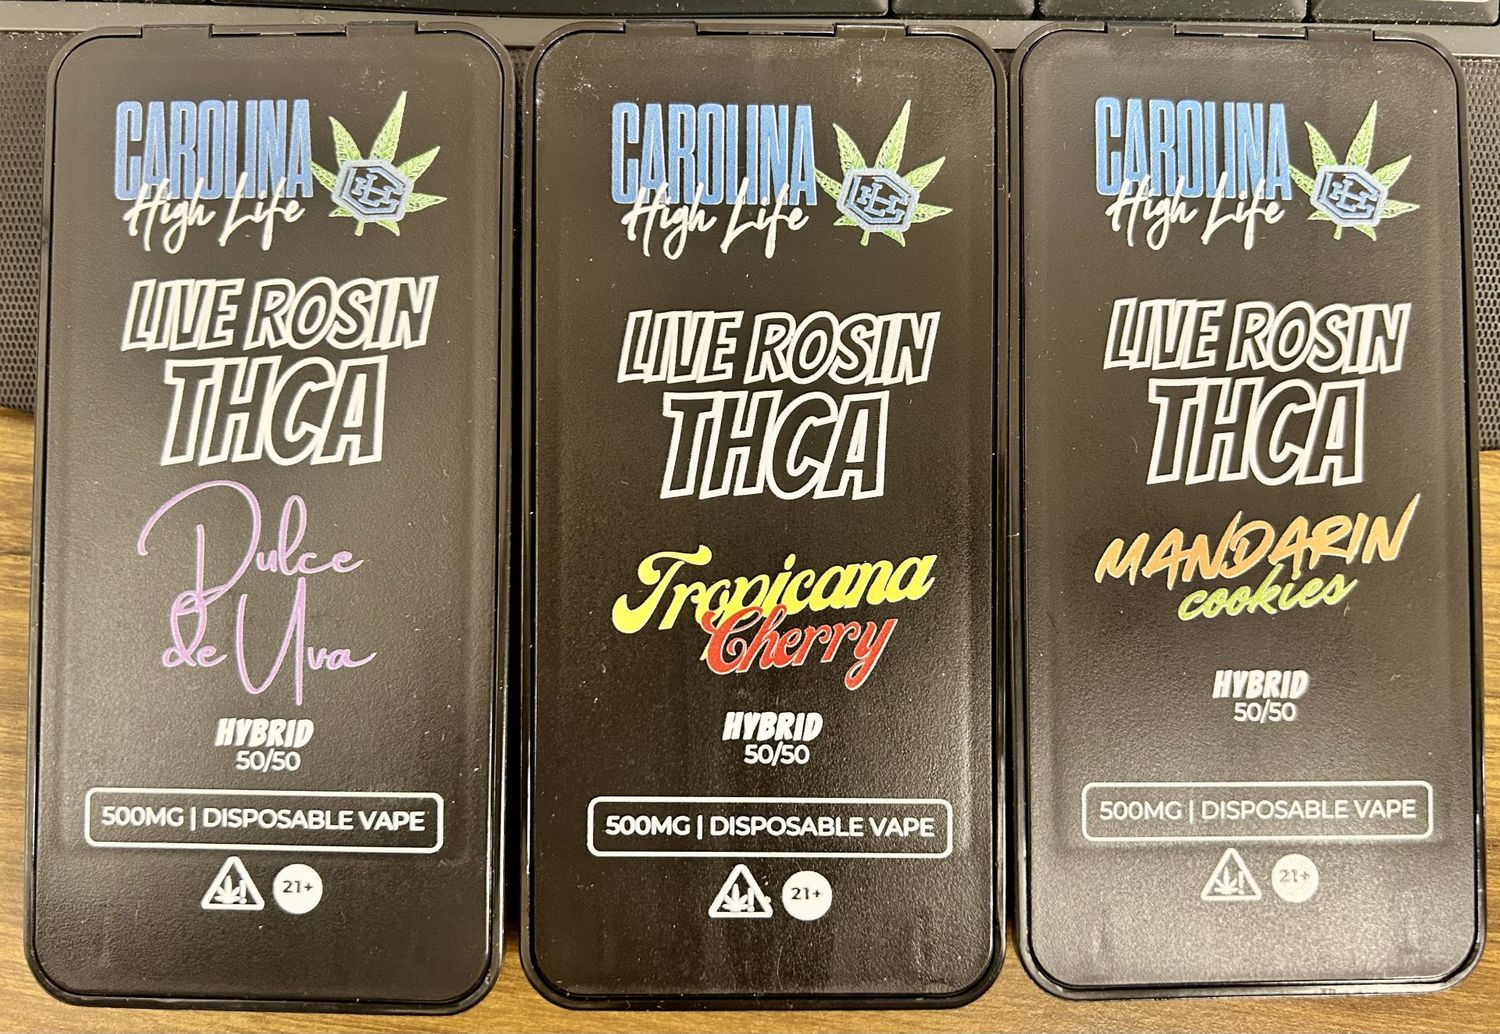 CAROLINA
High Life
LIVE ROSIN
THCA
Dulce
de Uva
HYBRID
50/50
500MG | DISPOSABLE VAPE
21+
CAROLINA
High Life
LIVE ROSIN
THCA
Tropicana
Cherry
HYBRID
50/50
500MG | DISPOSABLE VAPE
21+
CAROLINA
High Life
LIVE ROSIN
THCA
MANDARIN
cookies
HYBRID
50/50
500MG | DISPOSABLE VAPE
21+